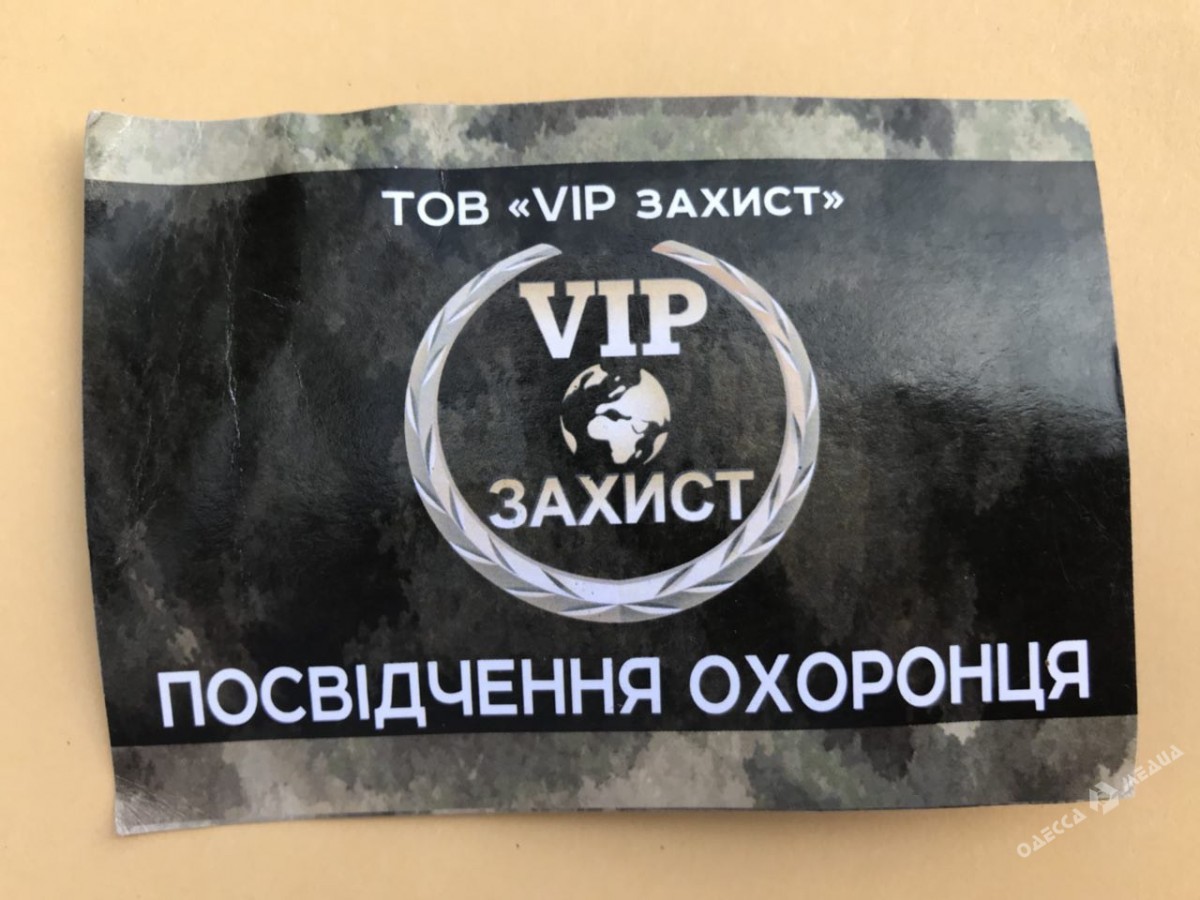 ТОВ «VIP ЗАХИСТ»
VIP
ЗАХИСТ
ПОСВІДЧЕННЯ ОХОРОНЦЯ
ОДЕССА МЕДИА